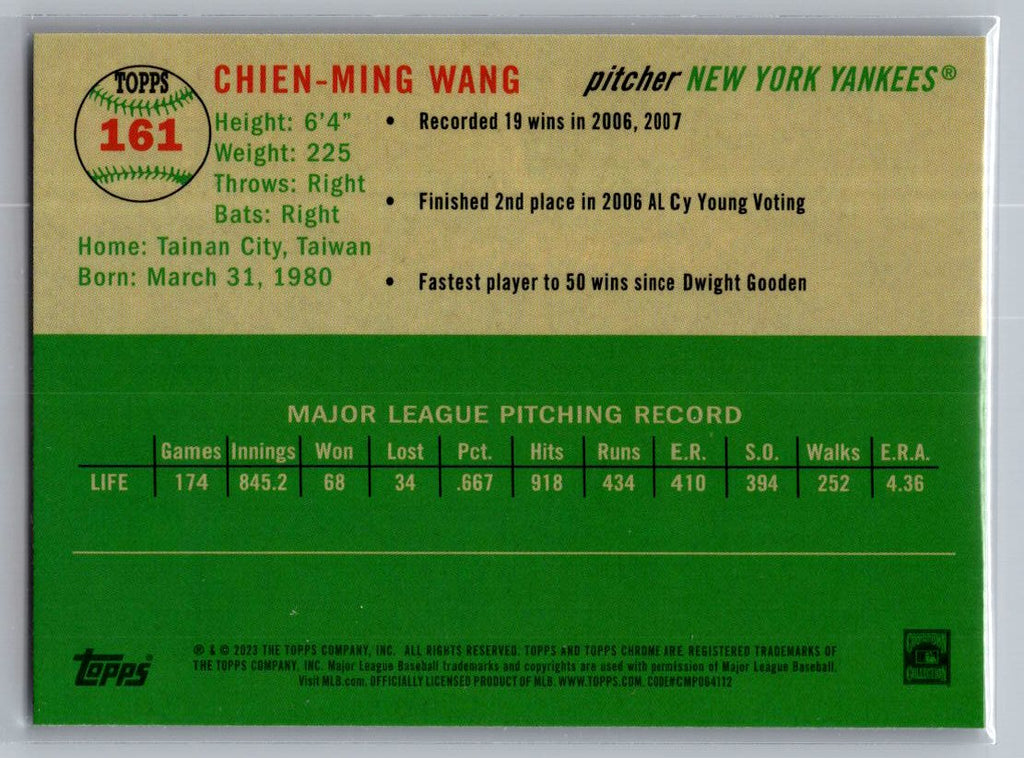 TOPPS
161
CHIEN-MING WANG
pitcher NEW YORK YANKEES®
Height: 6'4"
Weight: 225
Throws: Right
Bats: Right
Home: Tainan City, Taiwan
Born: March 31, 1980
• Recorded 19 wins in 2006, 2007
• Finished 2nd place in 2006 AL Cy Young Voting
• Fastest player to 50 wins since Dwight Gooden
MAJOR LEAGUE PITCHING RECORD
Games Innings Won Lost Pct. Hits Runs E.R. S.O. Walks E.R.A.
LIFE 174 845.2 68 34 .667 918 434 410 394 252 4.36
Topps
® & © 2023 THE TOPPS COMPANY, INC. ALL RIGHTS RESERVED. TOPPS AND TOPPS CHROME ARE REGISTERED TRADEMARKS OF
THE TOPPS COMPANY, INC. Major League Baseball trademarks and copyrights are used with permission of Major League Baseball.
Visit MLB.com. OFFICIALLY LICENSED PRODUCT OF MLB. WWW.TOPPS.COM. CODE#CMP064112